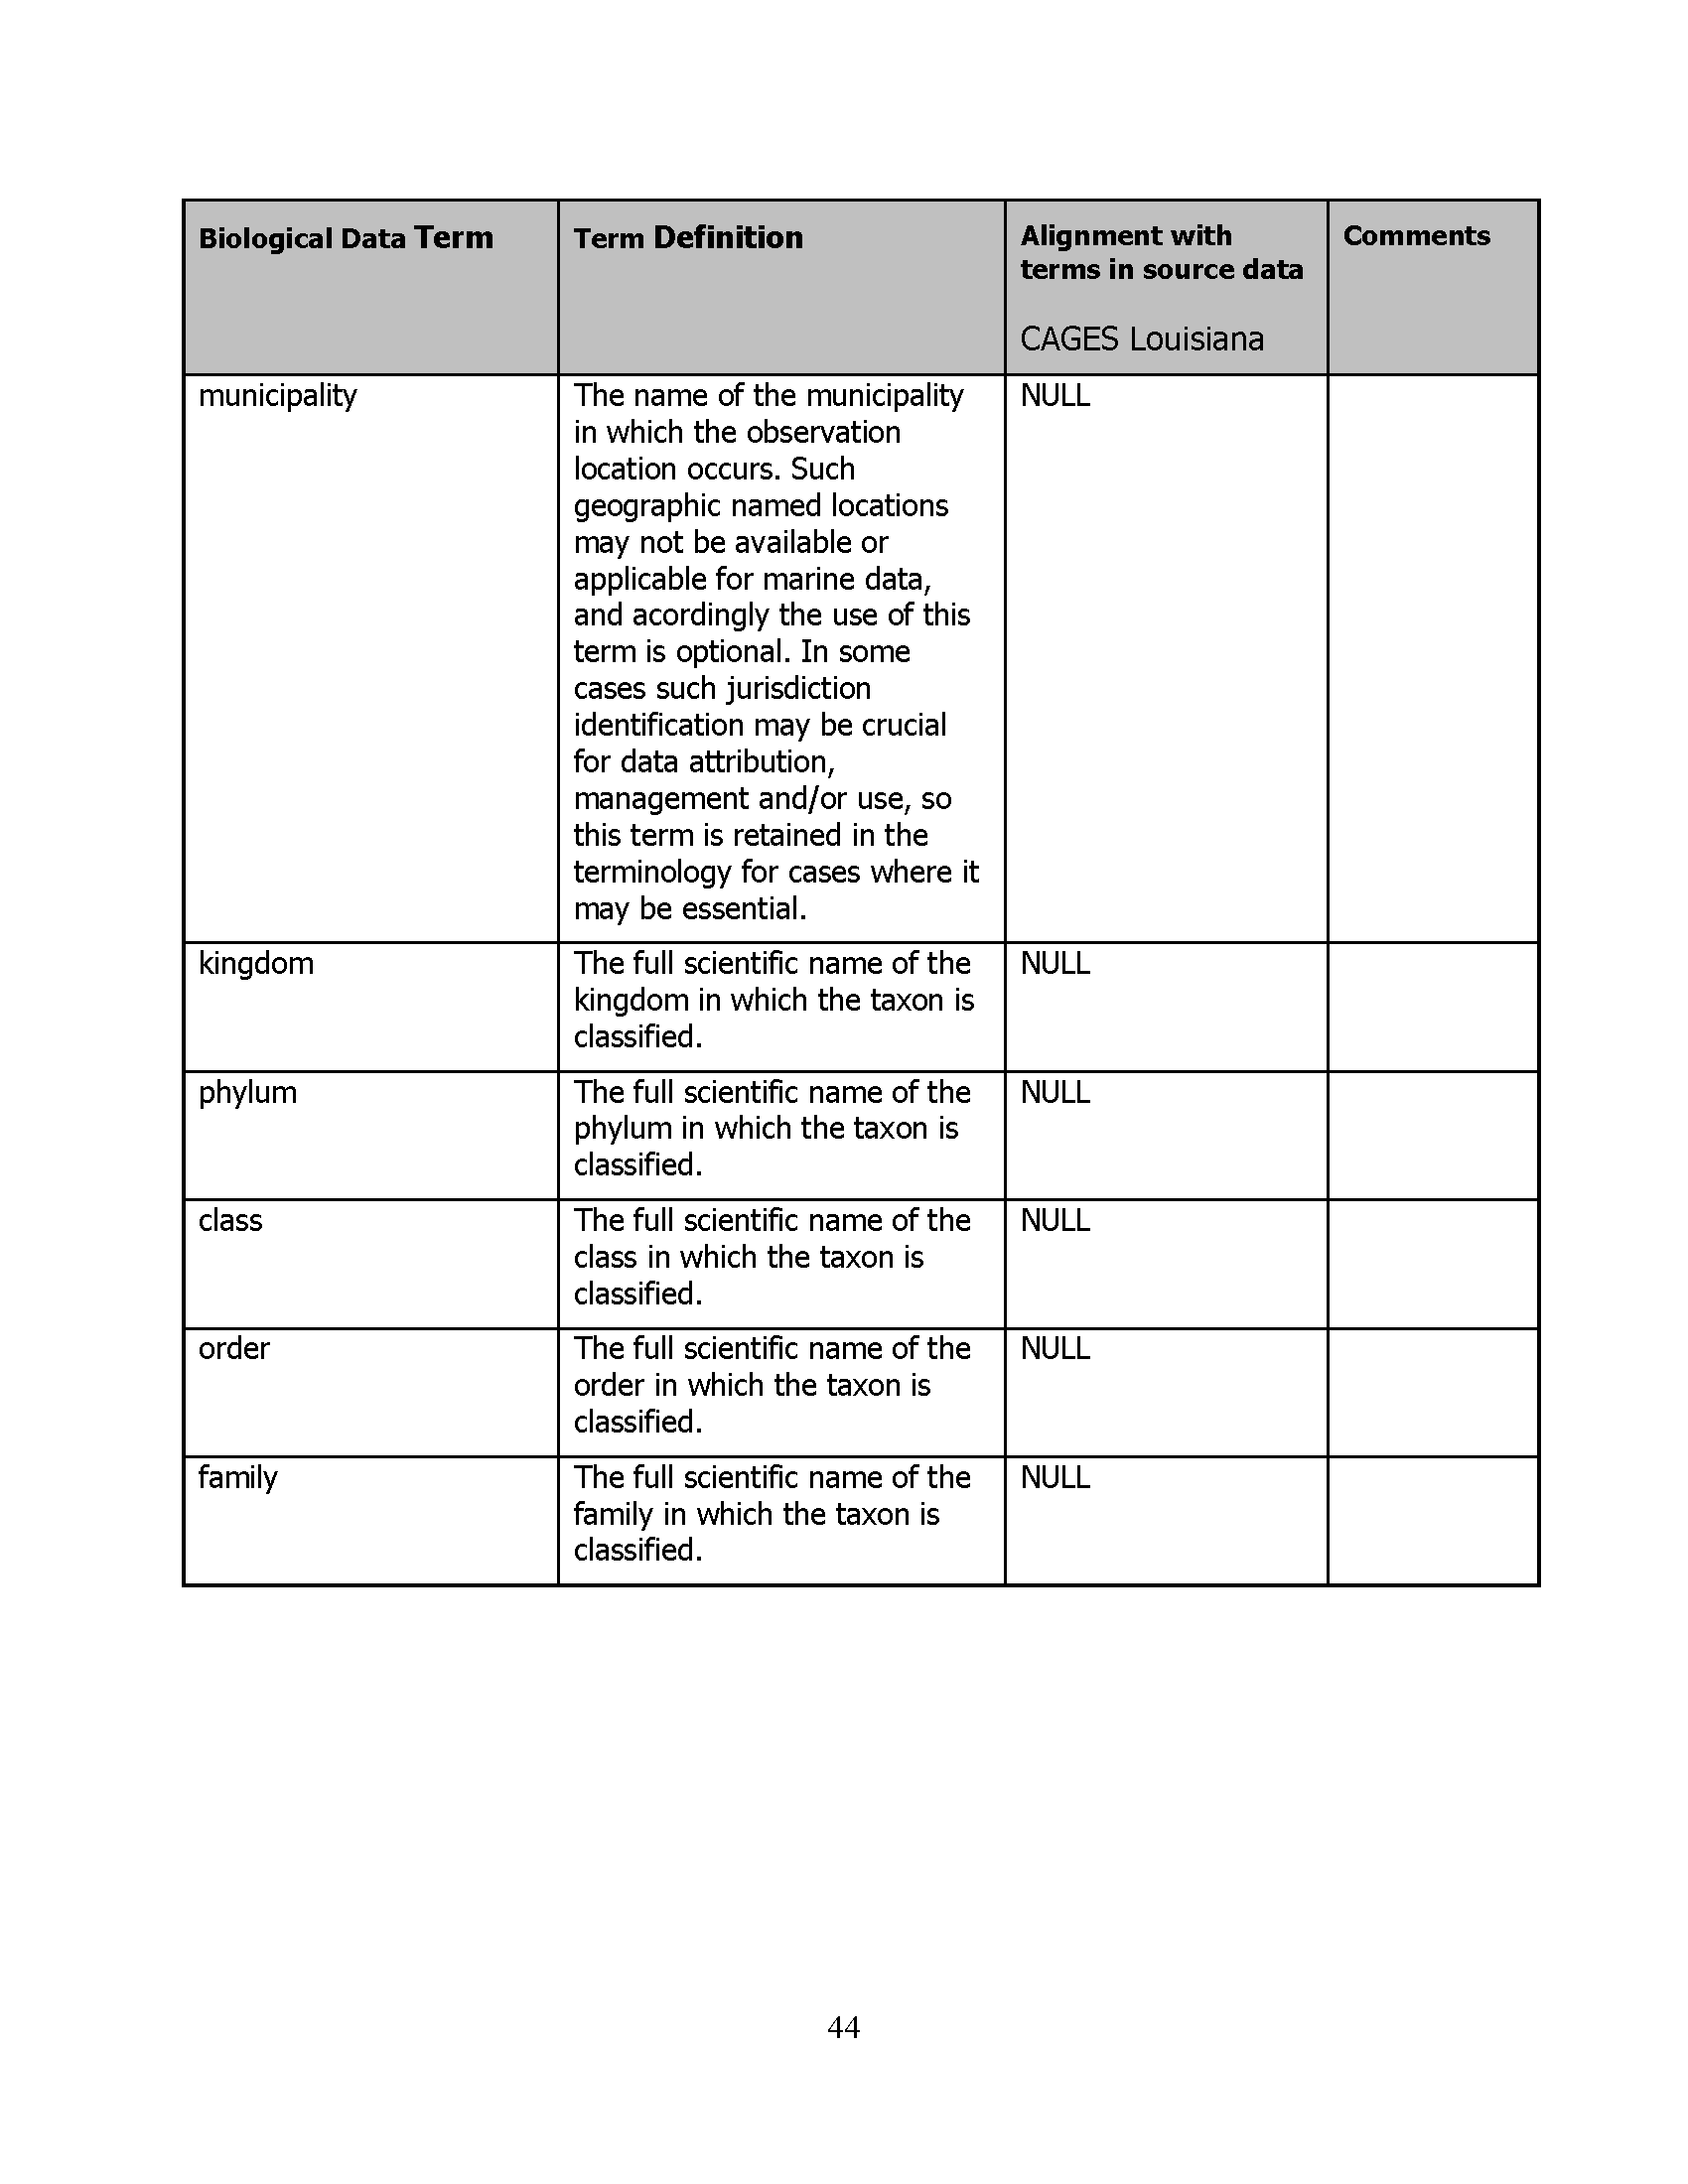 Biological Data Term
Term Definition
Alignment with
terms in source data
CAGES Louisiana
Comments
municipality
The name of the municipality
in which the observation
location occurs. Such
geographic named locations
may not be available or
applicable for marine data,
and acordingly the use of this
term is optional. In some
cases such jurisdiction
identification may be crucial
for data attribution,
management and/or use, so
this term is retained in the
terminology for cases where it
may be essential.
NULL
kingdom
The full scientific name of the
kingdom in which the taxon is
classified.
NULL
phylum
The full scientific name of the
phylum in which the taxon is
classified.
NULL
class
The full scientific name of the
class in which the taxon is
classified.
NULL
order
The full scientific name of the
order in which the taxon is
classified.
NULL
family
The full scientific name of the
family in which the taxon is
classified.
NULL
44